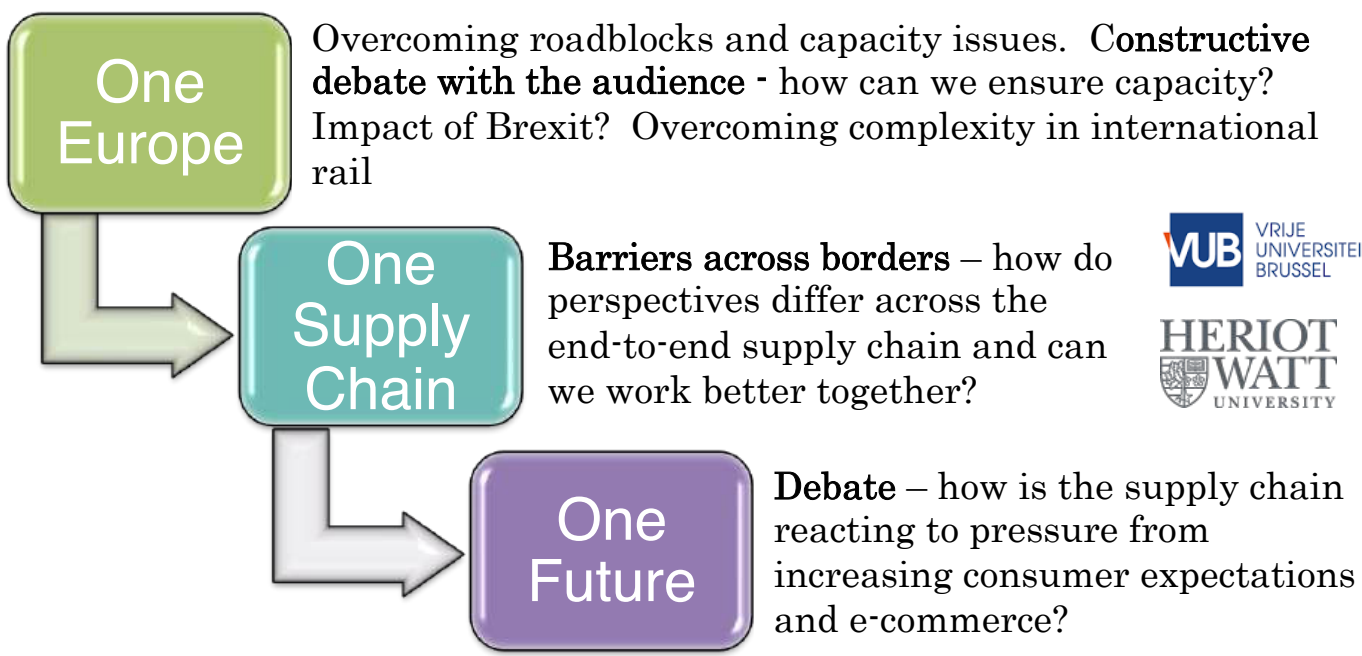 One
Europe
Overcoming roadblocks and capacity issues.  Constructive
debate with the audience - how can we ensure capacity?
Impact of Brexit?  Overcoming complexity in international
rail
One
Supply
Chain
Barriers across borders – how do
perspectives differ across the
end-to-end supply chain and can
we work better together?
VUB
VRIJE
UNIVERSITEI
BRUSSEL
HERIOT
WATT
UNIVERSITY
One
Future
Debate – how is the supply chain
reacting to pressure from
increasing consumer expectations
and e-commerce?